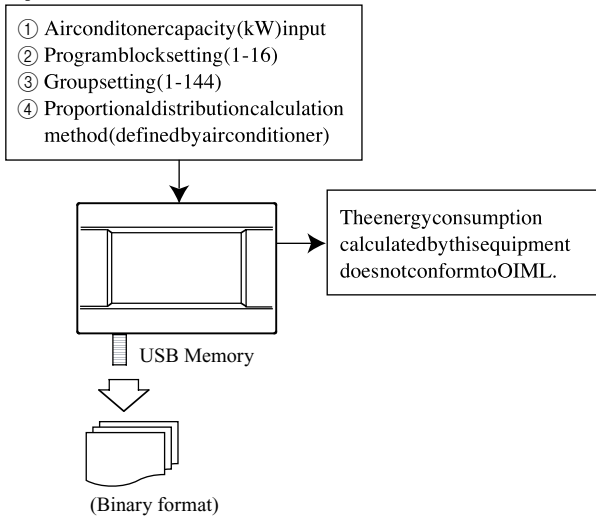 ① Airconditonercapacity(kW)input
② Programblocksetting(1-16)
③ Groupsetting(1-144)
④ Proportionaldistributioncalculation
method(definedbyairconditioner)
Theenergyconsumption
calculatedbythisequipment
doesnotconformtoOIML.
USB Memory
(Binary format)